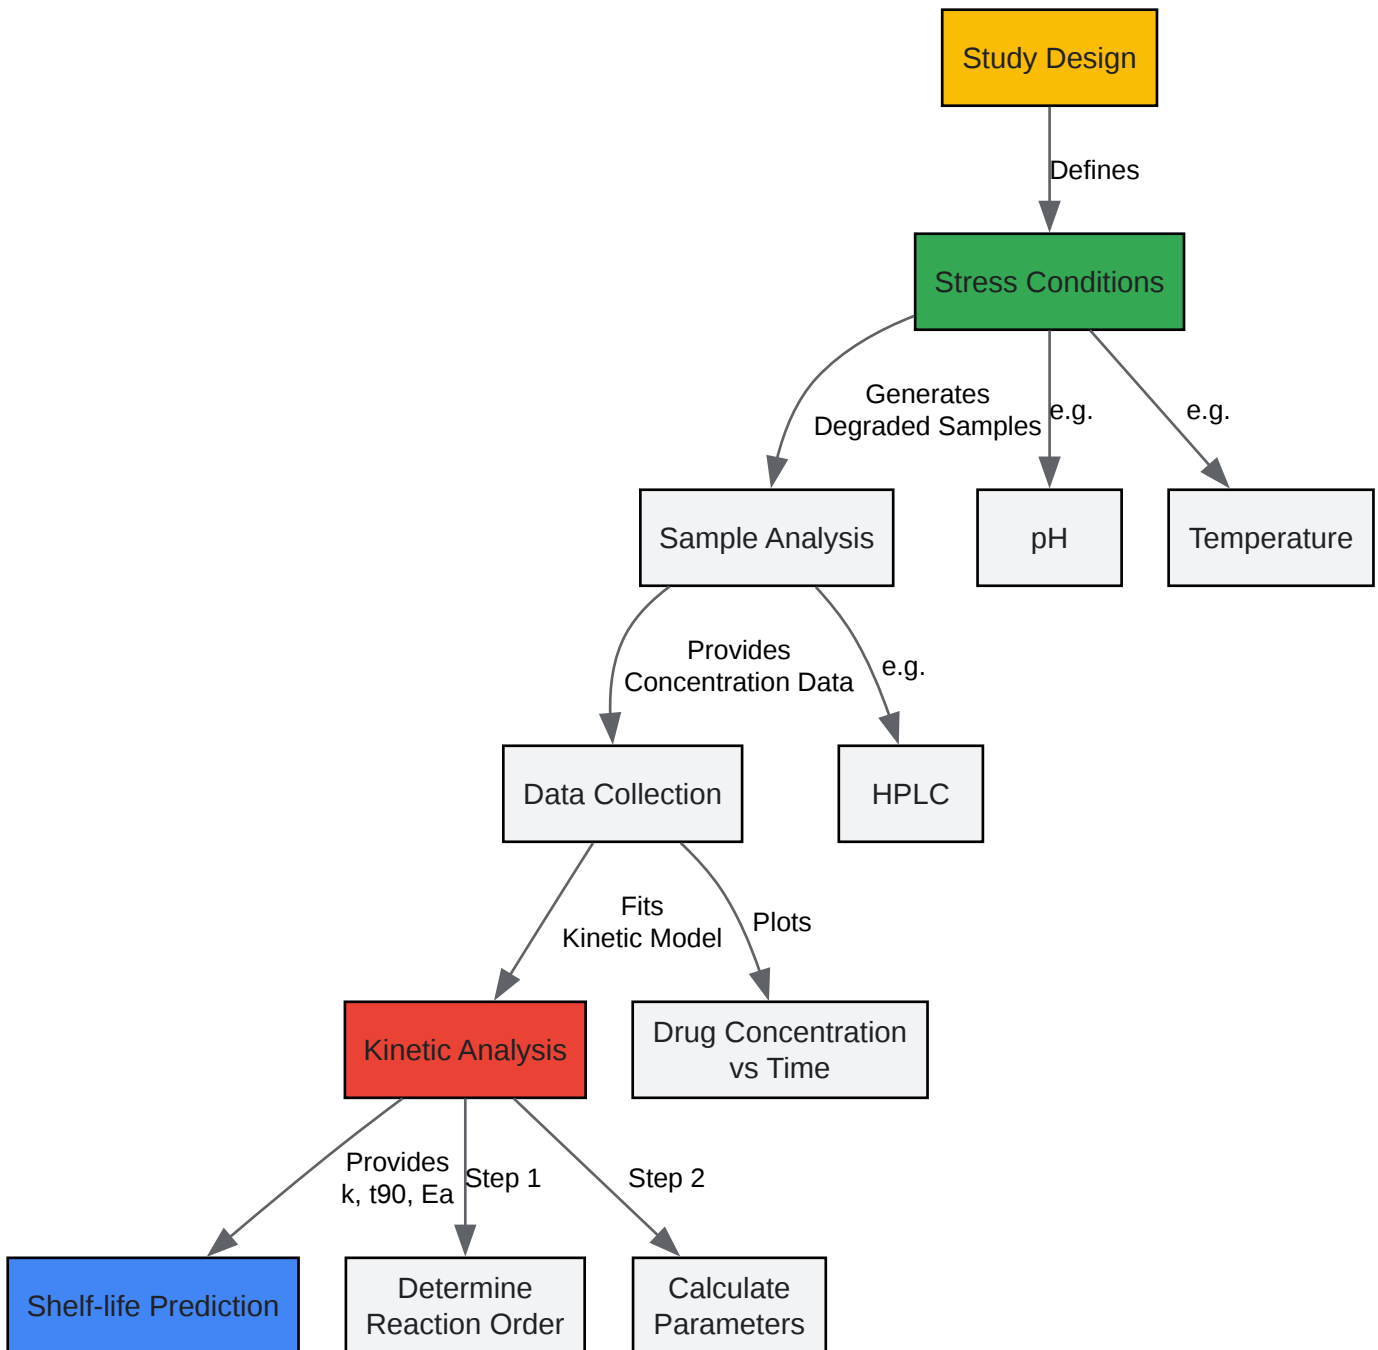 Study Design
Defines
Stress Conditions
Generates
Degraded Samples
e.g.
e.g.
Sample Analysis
pH
Temperature
Provides
Concentration Data
e.g.
Data Collection
HPLC
Fits
Kinetic Model
Plots
Kinetic Analysis
Drug Concentration
vs Time
Provides
k, t90, Ea
Step 1
Step 2
Shelf-life Prediction
Determine
Reaction Order
Calculate
Parameters